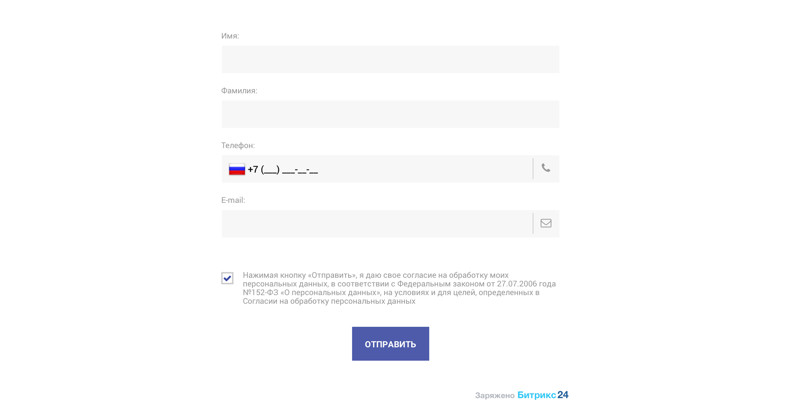 Имя:
Фамилия:
Телефон:
+7 (___) ___-__-__
E-mail:
Нажимая кнопку «Отправить», я даю свое согласие на обработку моих
персональных данных, в соответствии с Федеральным законом от 27.07.2006 года
№152-ФЗ «О персональных данных», на условиях и для целей, определенных в
Согласии на обработку персональных данных
ОТПРАВИТЬ
Заряжено Битрикс24